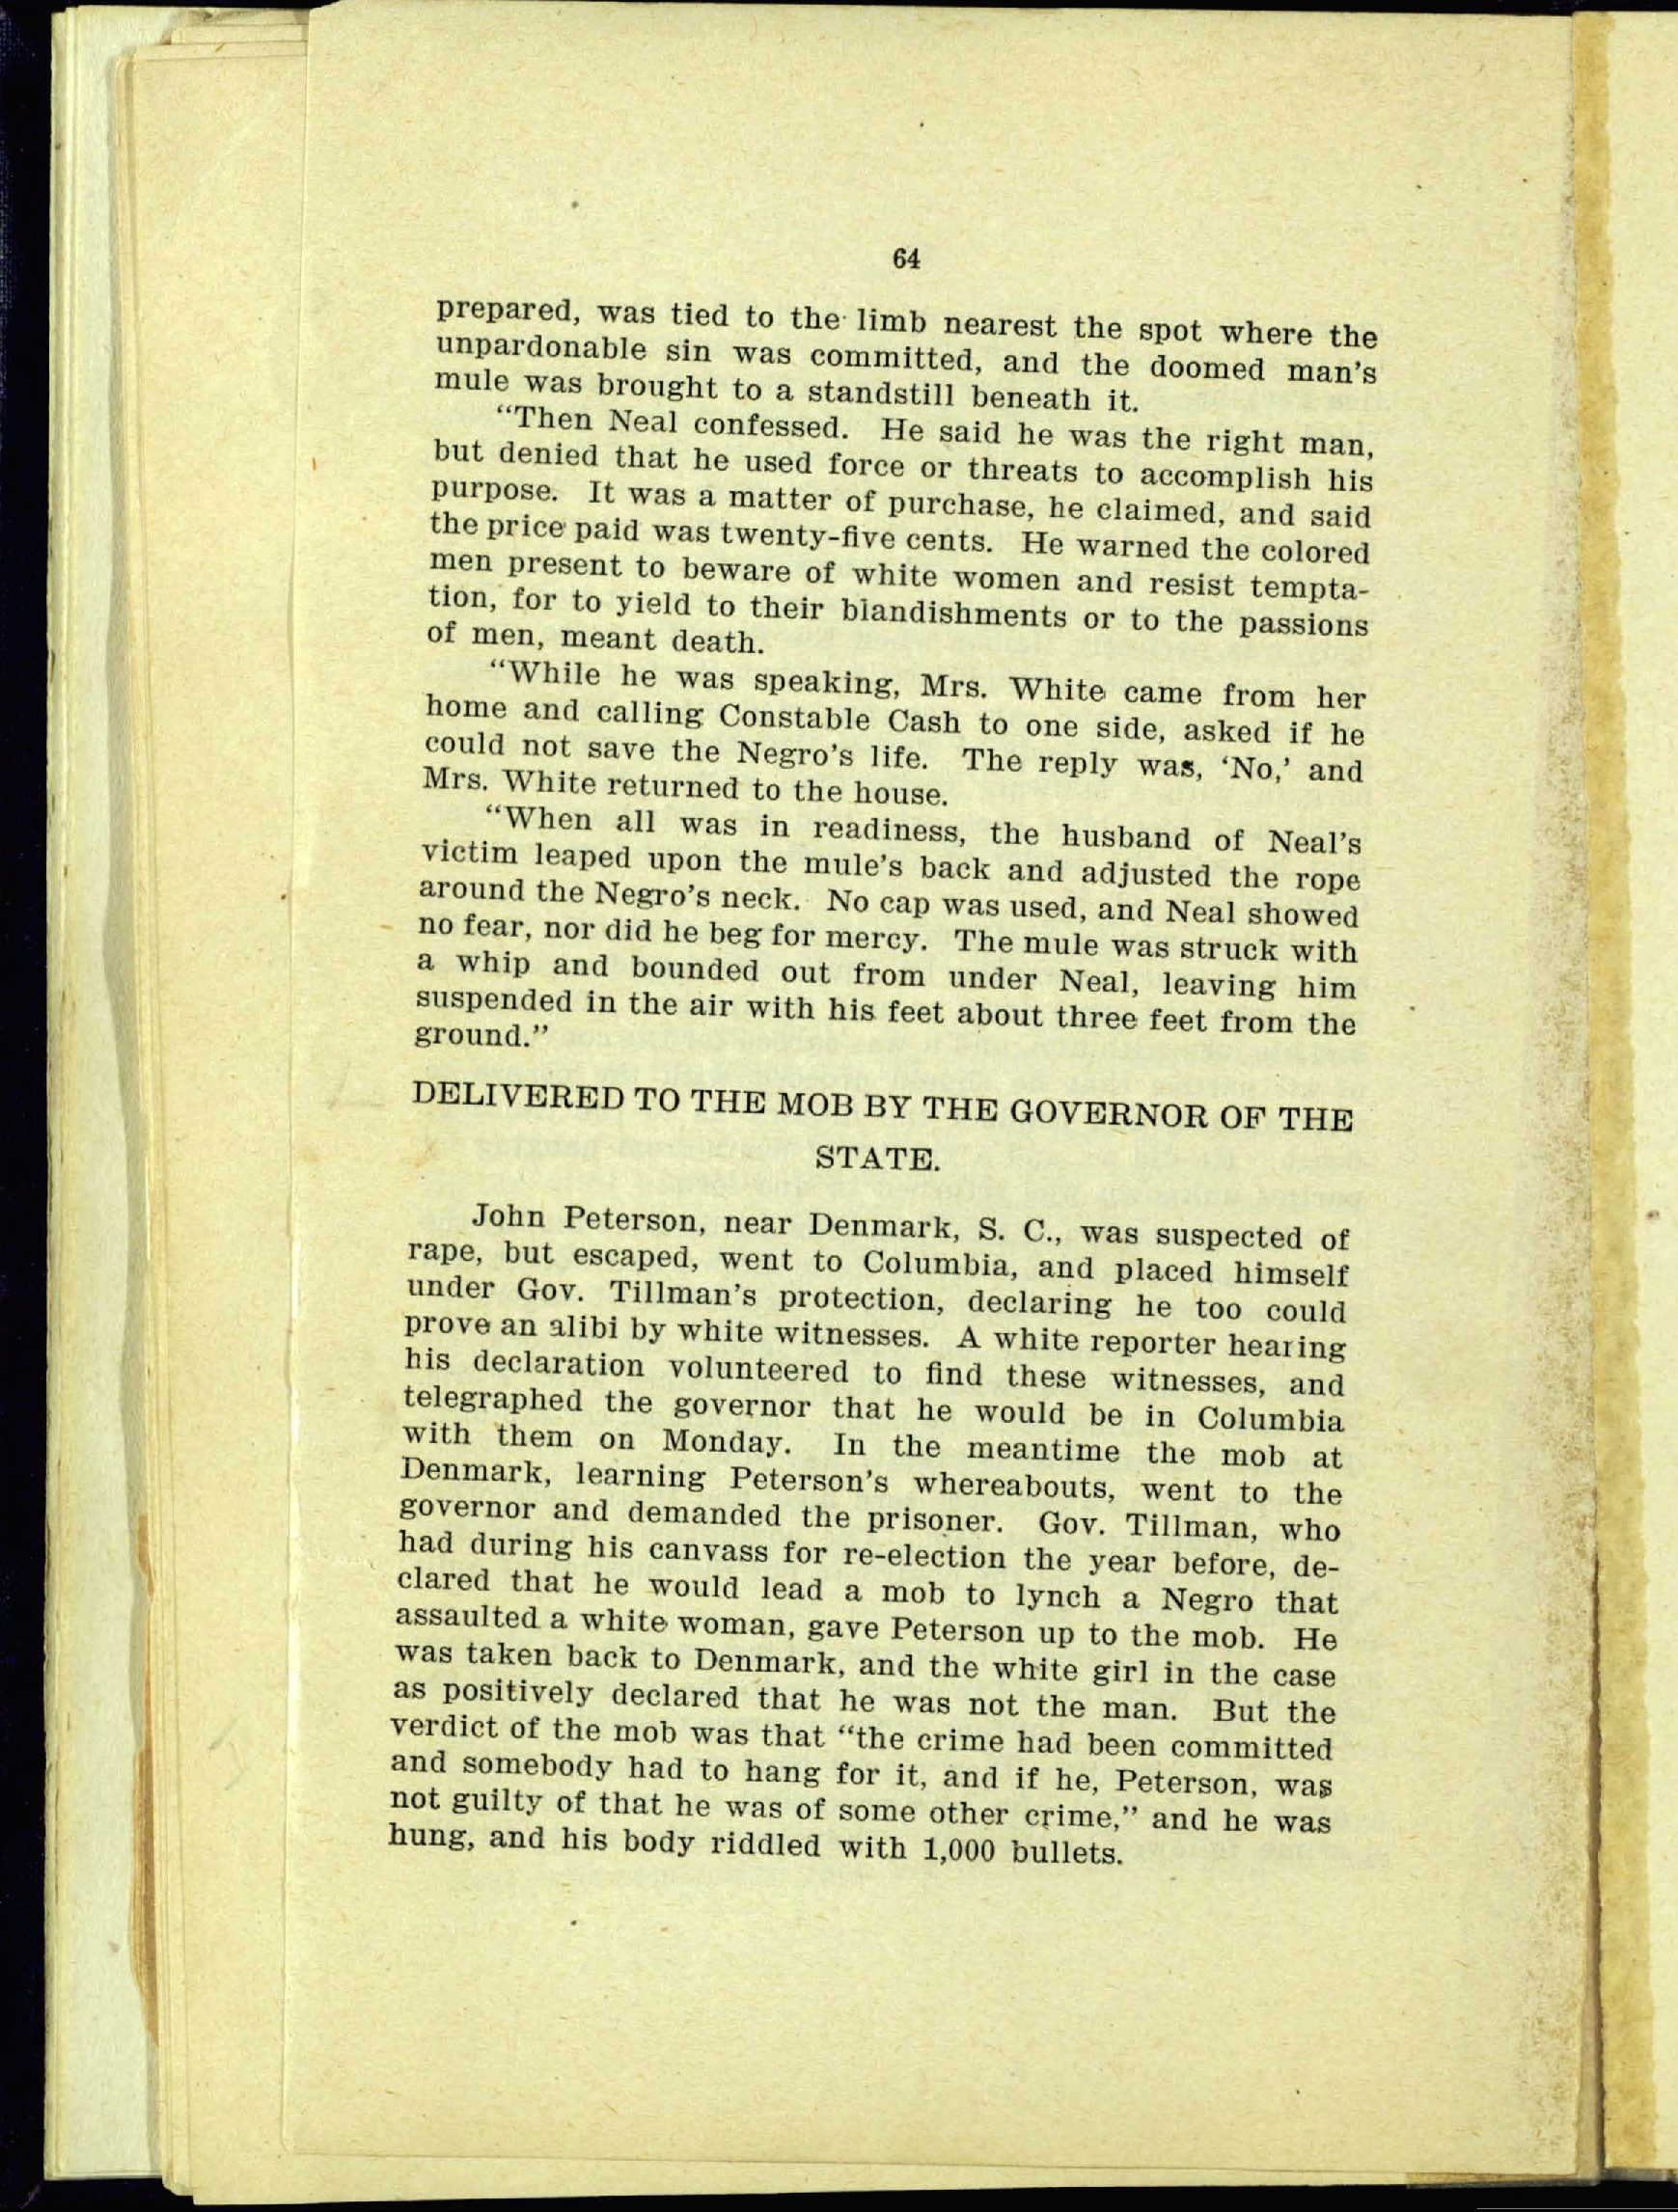 64
prepared, was tied to the limb nearest the spot where the
unpardonable sin was committed, and the doomed man's
mule was brought to a standstill beneath it.
"Then Neal confessed. He said he was the right man,
but denied that he used force or threats to accomplish his
purpose. It was a matter of purchase, he claimed, and said
the price paid was twenty-five cents. He warned the colored
men present to beware of white women and resist tempta-
tion, for to yield to their blandishments or to the passions
of men, meant death.
"While he was speaking, Mrs. White came from her
home and calling Constable Cash to one side, asked if he
could not save the Negro's life. The reply was, 'No,' and
Mrs. White returned to the house.
"When all was in readiness, the husband of Neal's
victim leaped upon the mule's back and adjusted the rope
around the Negro's neck. No cap was used, and Neal showed
no fear, nor did he beg for mercy. The mule was struck with
a whip and bounded out from under Neal, leaving him
suspended in the air with his feet about three feet from the
ground."
DELIVERED TO THE MOB BY THE GOVERNOR OF THE
STATE.
John Peterson, near Denmark, S. C., was suspected of
rape, but escaped, went to Columbia, and placed himself
under Gov. Tillman's protection, declaring he too could
prove an alibi by white witnesses. A white reporter hearing
his declaration volunteered to find these witnesses, and
telegraphed the governor that he would be in Columbia
with them on Monday. In the meantime the mob at
Denmark, learning Peterson's whereabouts, went to the
governor and demanded the prisoner. Gov. Tillman, who
had during his canvass for re-election the year before, de-
clared that he would lead a mob to lynch a Negro that
assaulted a white woman, gave Peterson up to the mob. He
was taken back to Denmark, and the white girl in the case
as positively declared that he was not the man. But the
verdict of the mob was that "the crime had been committed
and somebody had to hang for it, and if he, Peterson, was
not guilty of that he was of some other crime," and he was
hung, and his body riddled with 1,000 bullets.